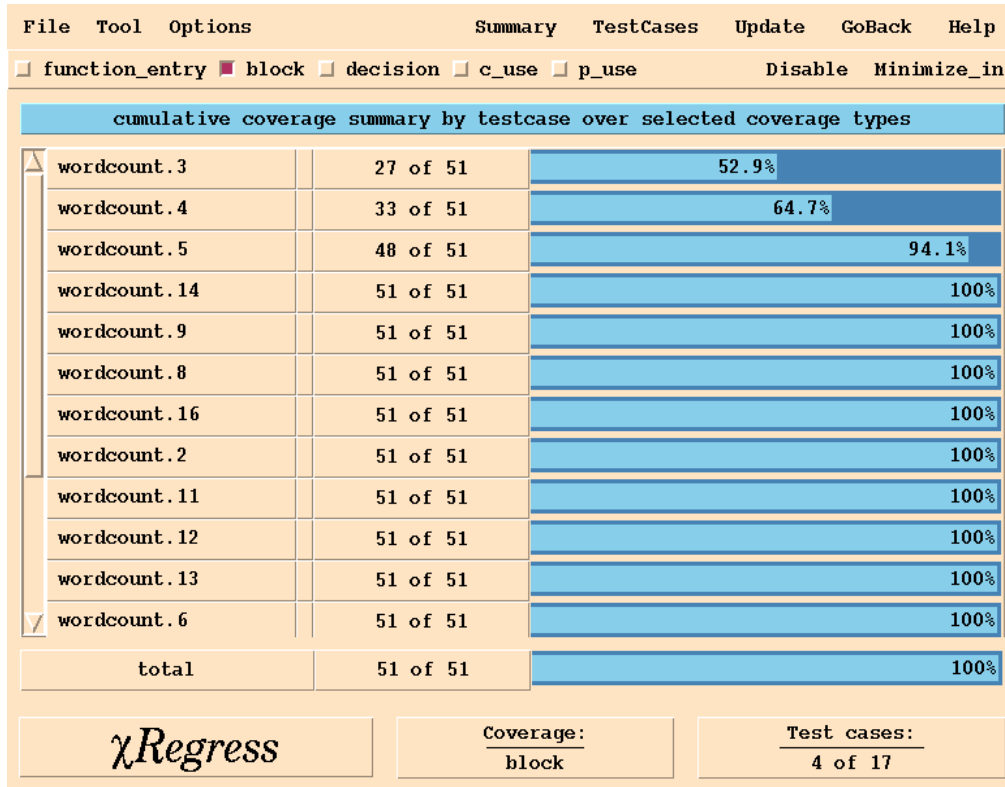 File Tool Options Summary TestCases Update GoBack Help
function_entry block decision c_use p_use Disable Minimize_in
cumulative coverage summary by testcase over selected coverage types
wordcount.3 27 of 51 52.9%
wordcount.4 33 of 51 64.7%
wordcount.5 48 of 51 94.1%
wordcount.14 51 of 51 100%
wordcount.9 51 of 51 100%
wordcount.8 51 of 51 100%
wordcount.16 51 of 51 100%
wordcount.2 51 of 51 100%
wordcount.11 51 of 51 100%
wordcount.12 51 of 51 100%
wordcount.13 51 of 51 100%
wordcount.6 51 of 51 100%
total 51 of 51 100%
χRegress Coverage: Test cases:
block 4 of 17